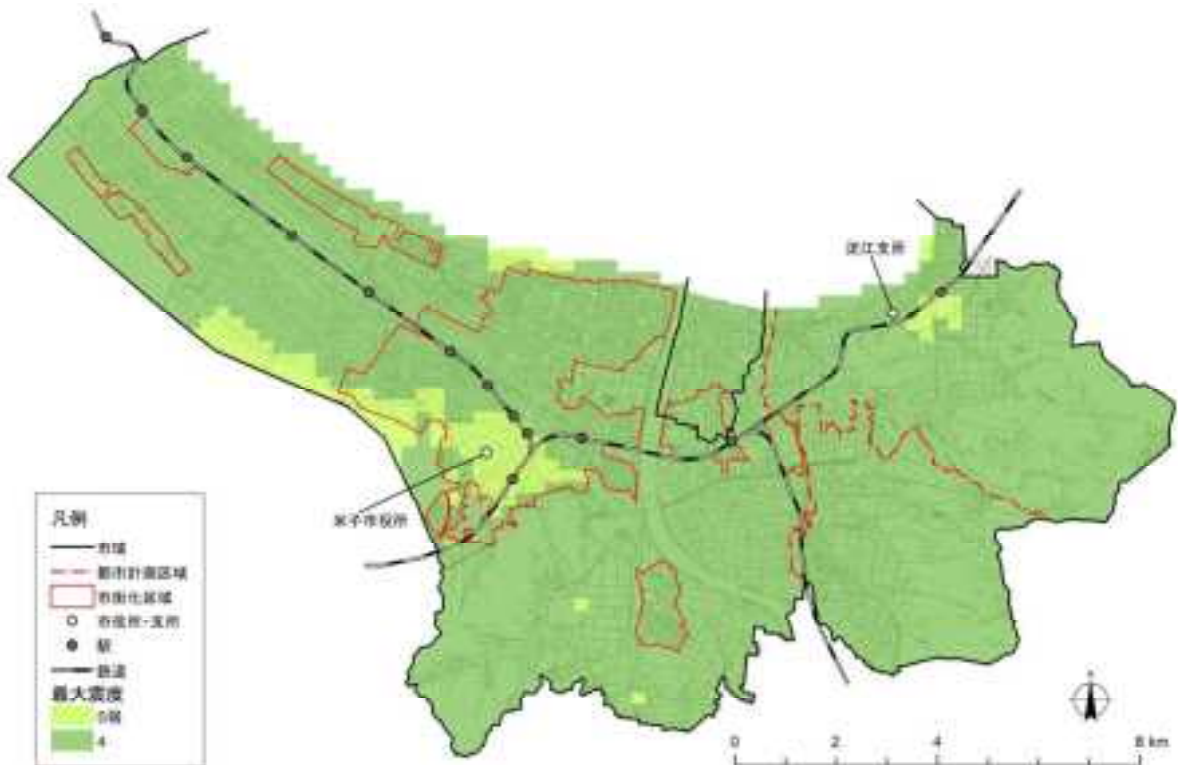 淀江支所
米子市役所
凡例
市域
都市計画区域
市街化区域
市役所・支所
駅
鉄道
最大震度
5弱
4
0 2 4 8 km